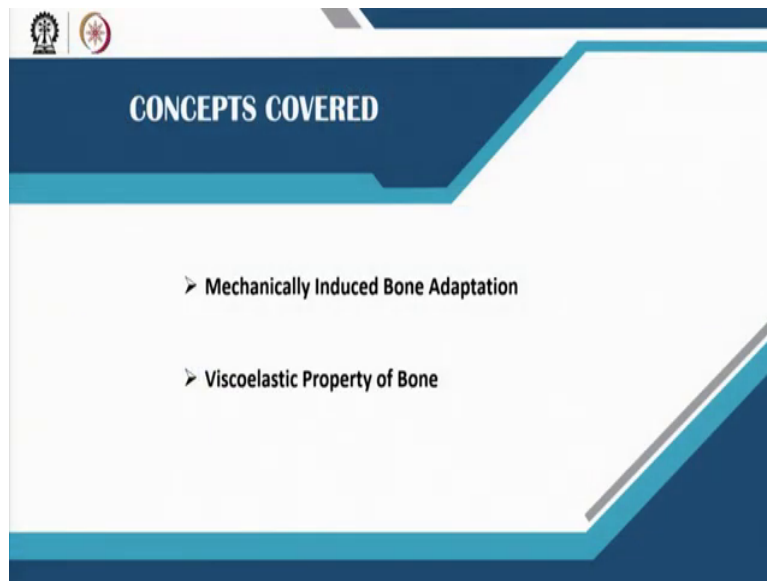 CONCEPTS COVERED
Mechanically Induced Bone Adaptation
Viscoelastic Property of Bone